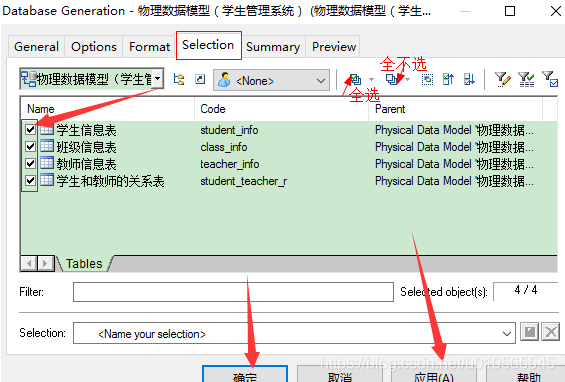 Database Generation - 物理数据模型（学生管理系统） (物理数据模型（学生...
General Options Format Selection Summary Preview
物理数据模型（学生管
<None>
全选
全不选
Name Code Parent
学生信息表 student_info Physical Data Model '物理数据...
班级信息表 class_info Physical Data Model '物理数据...
教师信息表 teacher_info Physical Data Model '物理数据...
学生和教师的关系表 student_teacher_r Physical Data Model '物理数据...
Tables
Filter: Selected object(s): 4 / 4
Selection: <Name your selection>
确定 取消 应用(A) 帮助
https://blog.csdn.net/u010566545